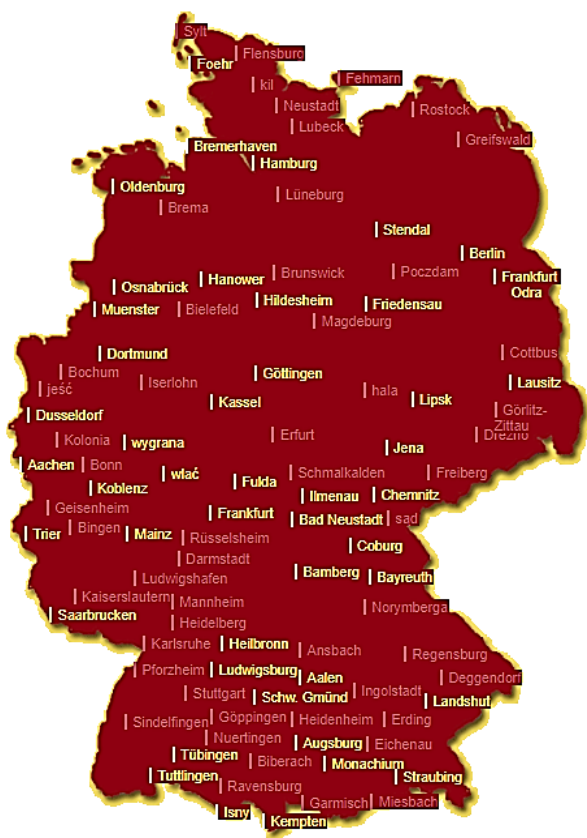 Sylt
Flensburg
Foehr
Fehmarn
kil
Neustadt
Rostock
Lubeck
Greifswald
Bremerhaven
Hamburg
Oldenburg
Lüneburg
Brema
Stendal
Berlin
Brunswick
Poczdam
Hanower
Frankfurt
Odra
Osnabrück
Hildesheim
Friedensau
Muenster
Bielefeld
Magdeburg
Dortmund
Cottbus
Bochum
Göttingen
Iserlohn
Lausitz
jeść
hala
Kassel
Lipsk
Dusseldorf
Görlitz-
Zittau
Kolonia
wygrana
Erfurt
Drezno
Jena
Aachen
Bonn
włać
Schmalkalden
Freiberg
Fulda
Koblenz
Ilmenau
Chemnitz
Geisenheim
Frankfurt
Bad Neustadt
sąd
Bingen
Trier
Mainz
Rüsselsheim
Coburg
Darmstadt
Ludwigshafen
Bamberg
Bayreuth
Kaiserslautern
Mannheim
Norymberga
Saarbrucken
Heidelberg
Karlsruhe
Heilbronn
Ansbach
Regensburg
Pforzheim
Ludwigsburg
Aalen
Deggendorf
Stuttgart
Schw. Gmünd
Ingolstadt
Landshut
Sindelfingen
Göppingen
Heidenheim
Erding
Nuertingen
Augsburg
Eichenau
Tübingen
Biberach
Monachium
Tuttlingen
Straubing
Ravensburg
Garmisch
Miesbach
Isny
Kempten